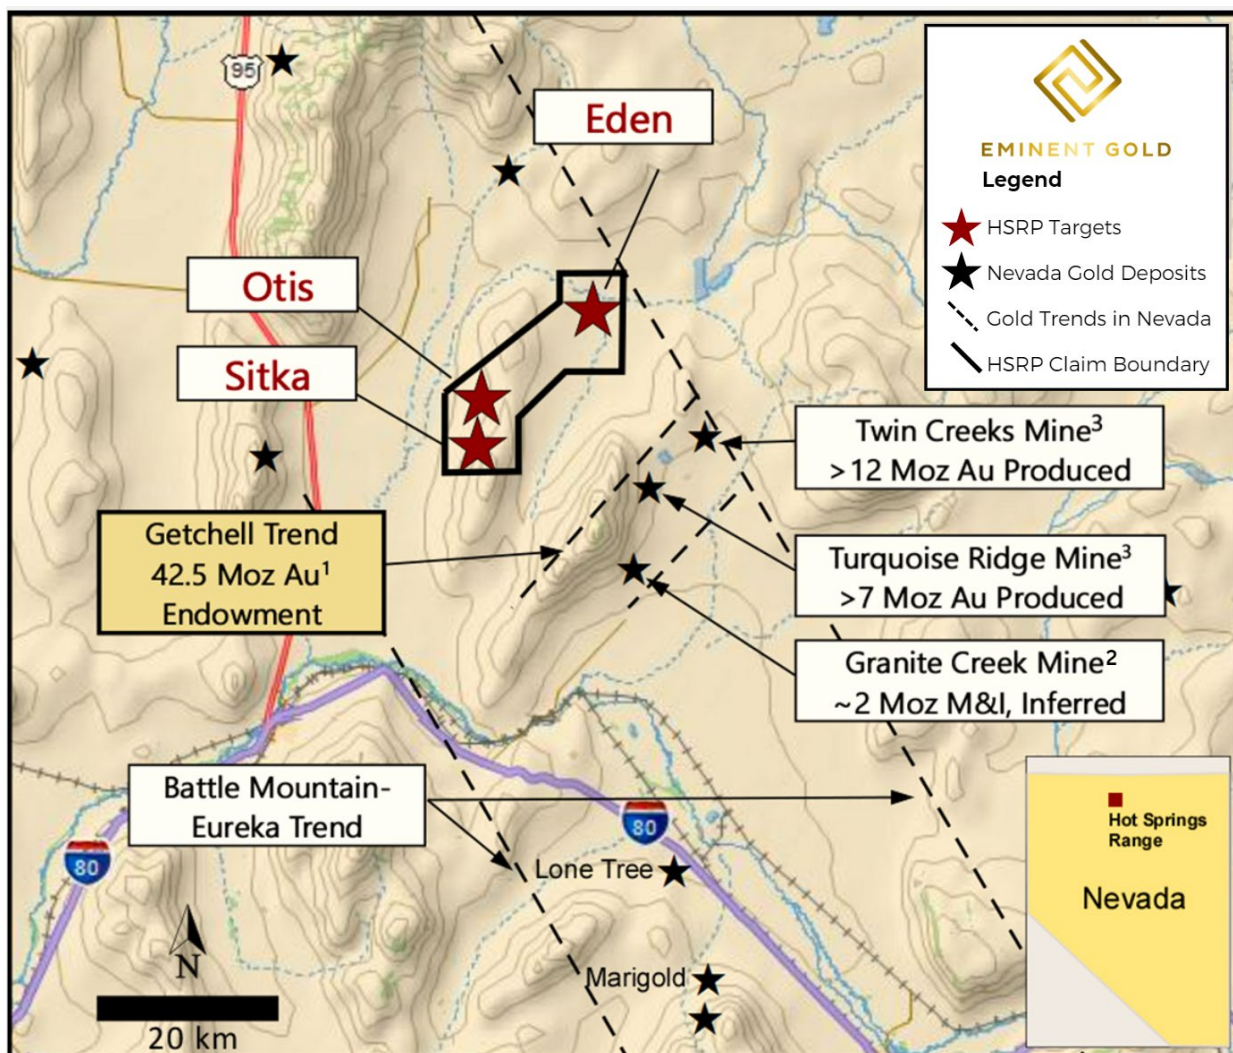 95
Eden
EMINENT GOLD
Legend
HSRP Targets
Nevada Gold Deposits
Gold Trends in Nevada
HSRP Claim Boundary
Otis
Sitka
Twin Creeks Mine³
>12 Moz Au Produced
Getchell Trend
42.5 Moz Au¹
Endowment
Turquoise Ridge Mine³
>7 Moz Au Produced
Granite Creek Mine²
~2 Moz M&I, Inferred
Battle Mountain-
Eureka Trend
80
80
Lone Tree
Marigold
N
20 km
Hot Springs
Range
Nevada